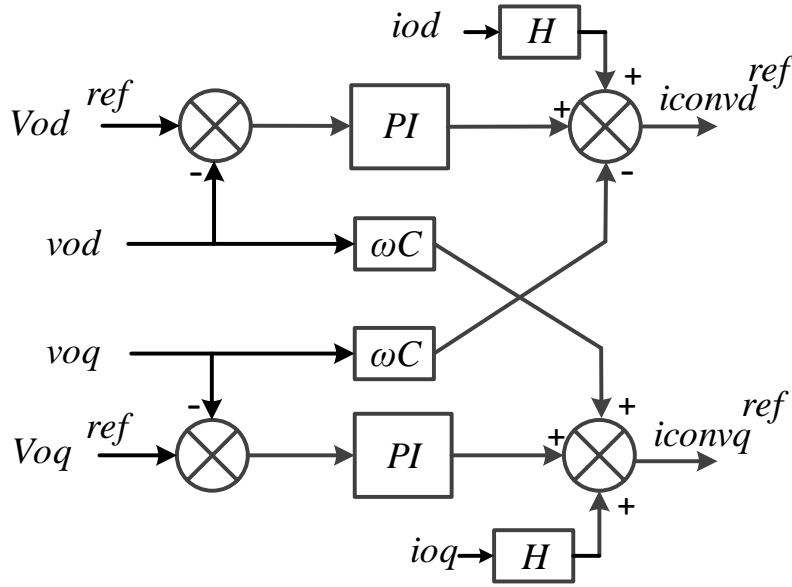 iod H
+
Vod ref PI + iconvd ref
- -
vod ωC
voq ωC
- +
Voq ref PI + iconvq ref
+
ioq H